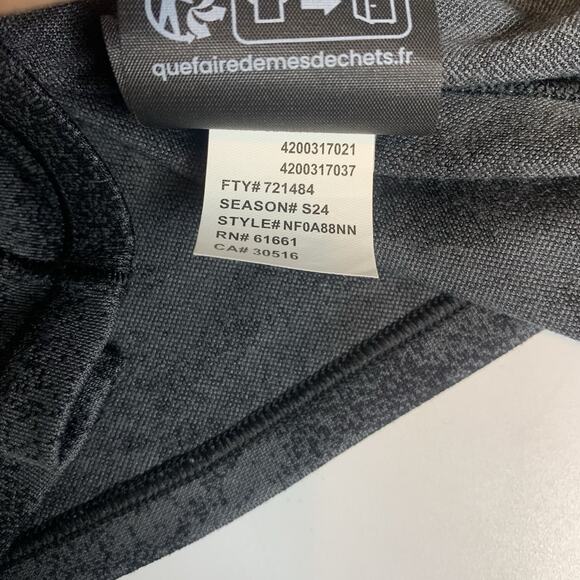 quefairedemesdechets.fr
4200317021
4200317037
FTY# 721484
SEASON# S24
STYLE# NF0A88NN
RN# 61661
CA# 30516